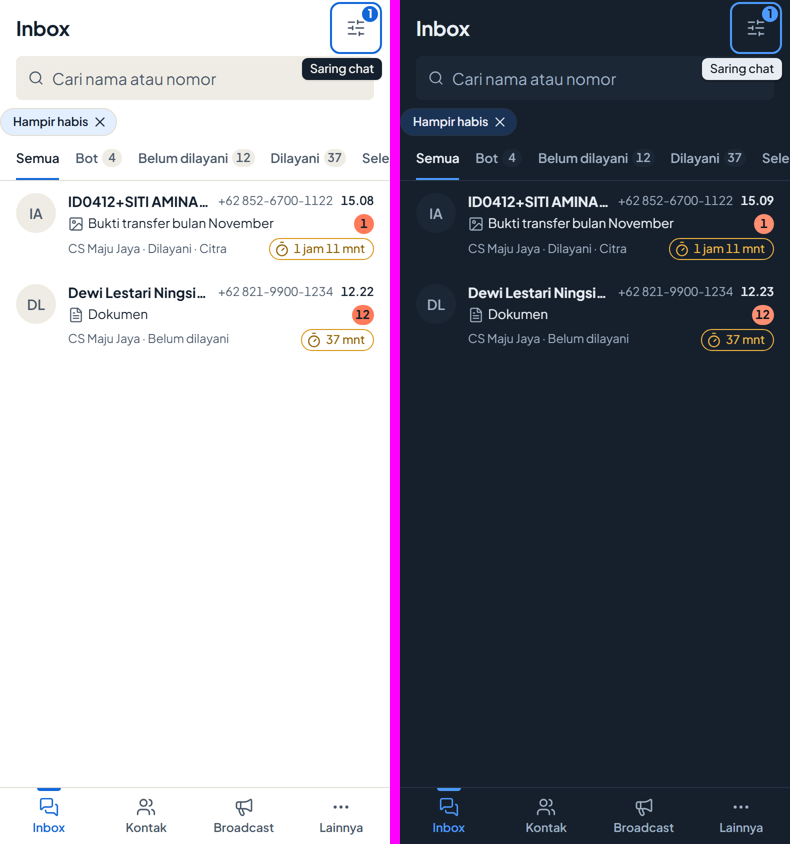 Inbox
1
Saring chat
Cari nama atau nomor
Hampir habis
Semua Bot 4 Belum dilayani 12 Dilayani 37 Sele
IA ID0412+SITI AMINA... +62 852-6700-1122 15.08
Bukti transfer bulan November 1
CS Maju Jaya · Dilayani · Citra 1 jam 11 mnt
DL Dewi Lestari Ningsi... +62 821-9900-1234 12.22
Dokumen 12
CS Maju Jaya · Belum dilayani 37 mnt
Inbox Kontak Broadcast Lainnya
Inbox
1
Saring chat
Cari nama atau nomor
Hampir habis
Semua Bot 4 Belum dilayani 12 Dilayani 37 Sele
IA ID0412+SITI AMINA... +62 852-6700-1122 15.09
Bukti transfer bulan November 1
CS Maju Jaya · Dilayani · Citra 1 jam 11 mnt
DL Dewi Lestari Ningsi... +62 821-9900-1234 12.23
Dokumen 12
CS Maju Jaya · Belum dilayani 37 mnt
Inbox Kontak Broadcast Lainnya